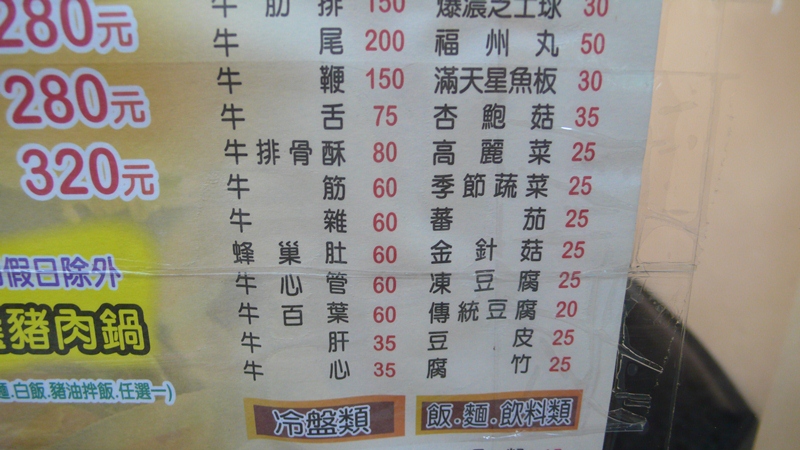 280元
280元
320元
假日除外
豬肉鍋
麵.白飯.豬油拌飯.任選一)
牛肋排 150
牛尾 200
牛鞭 150
牛舌 75
牛排骨酥 80
牛筋 60
牛雜 60
蜂巢肚 60
牛心管 60
牛百葉 60
牛肝 35
牛心 35
冷盤類
爆濃芝士球 30
福州丸 50
滿天星魚板 30
杏鮑菇 35
高麗菜 25
季節蔬菜 25
蕃茄 25
金針菇 25
凍豆腐 25
傳統豆腐 20
豆皮 25
腐竹 25
飯.麵.飲料類